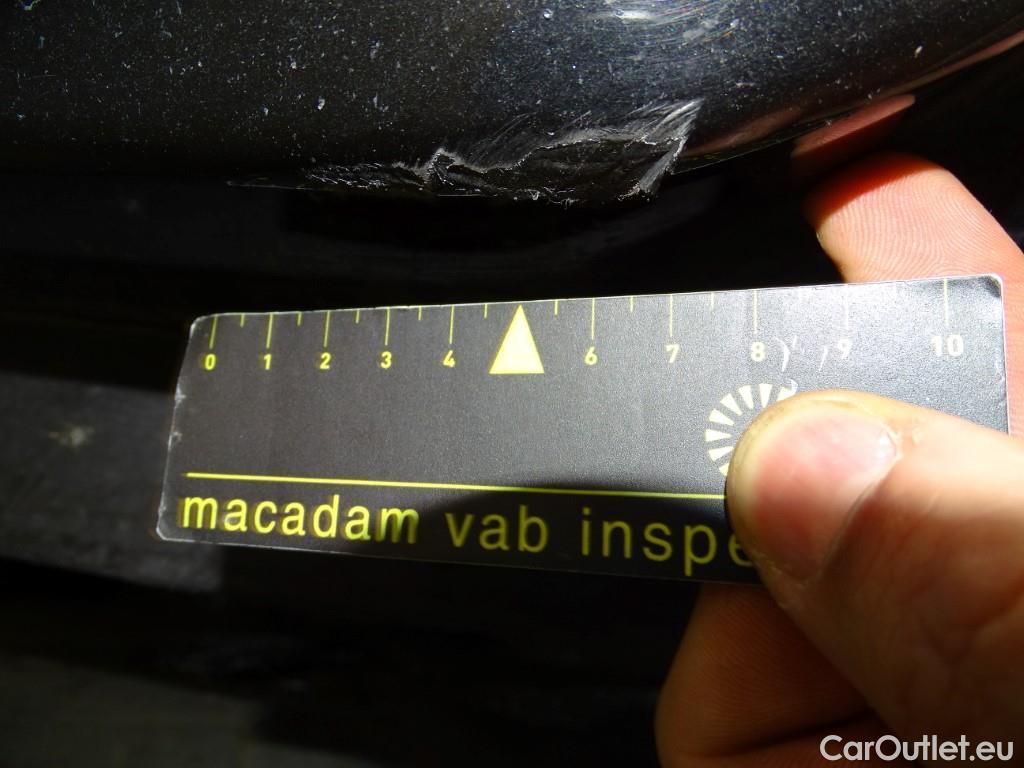 0 1 2 3 4 6 7 8 9 10
macadam vab inspe
CarOutlet.eu